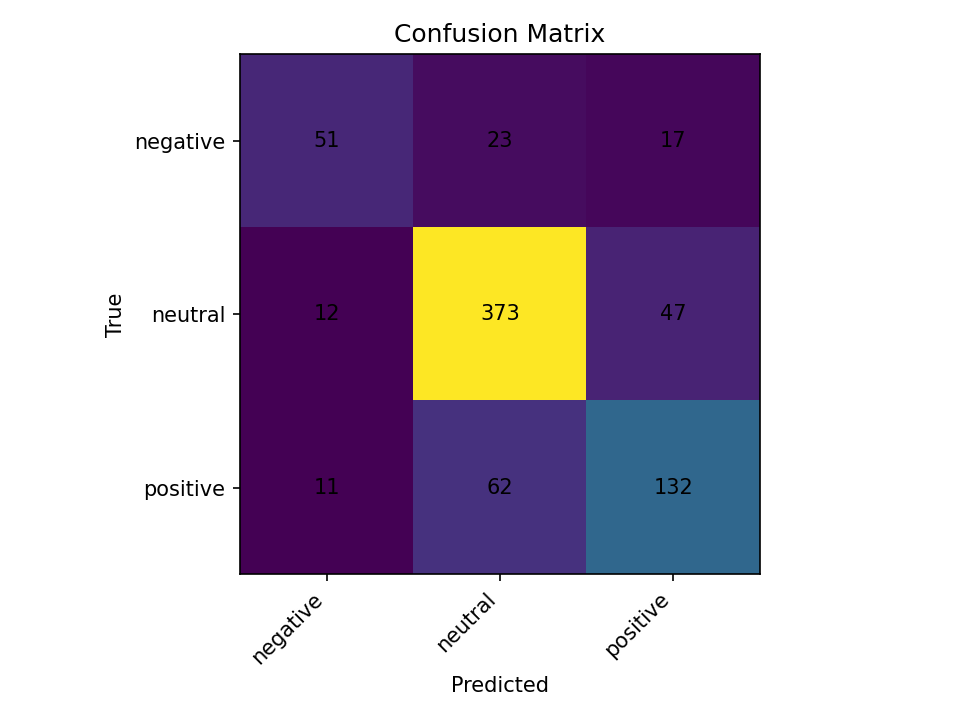 Confusion Matrix
negative 51 23 17
neutral 12 373 47
positive 11 62 132
True
negative neutral positive
Predicted